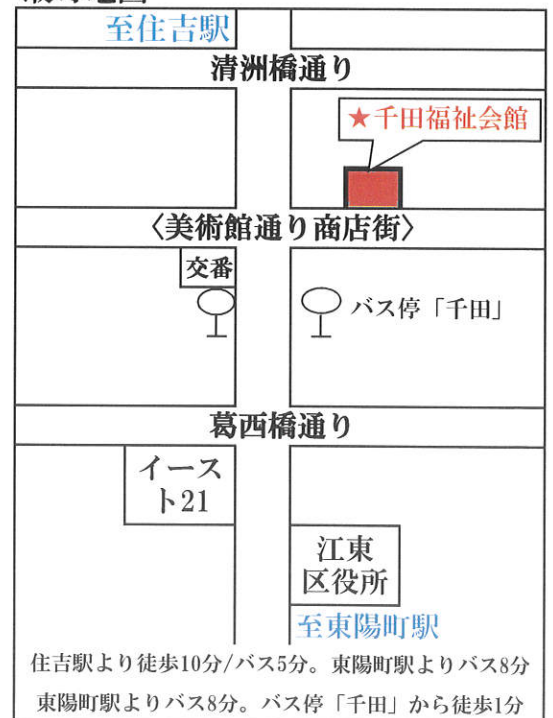 至住吉駅
清洲橋通り
★千田福祉会館
〈美術館通り商店街〉
交番
バス停「千田」
葛西橋通り
イース
ト21
江東
区役所
至東陽町駅
住吉駅より徒歩10分/バス5分。東陽町駅よりバス8分
東陽町駅よりバス8分。バス停「千田」から徒歩1分